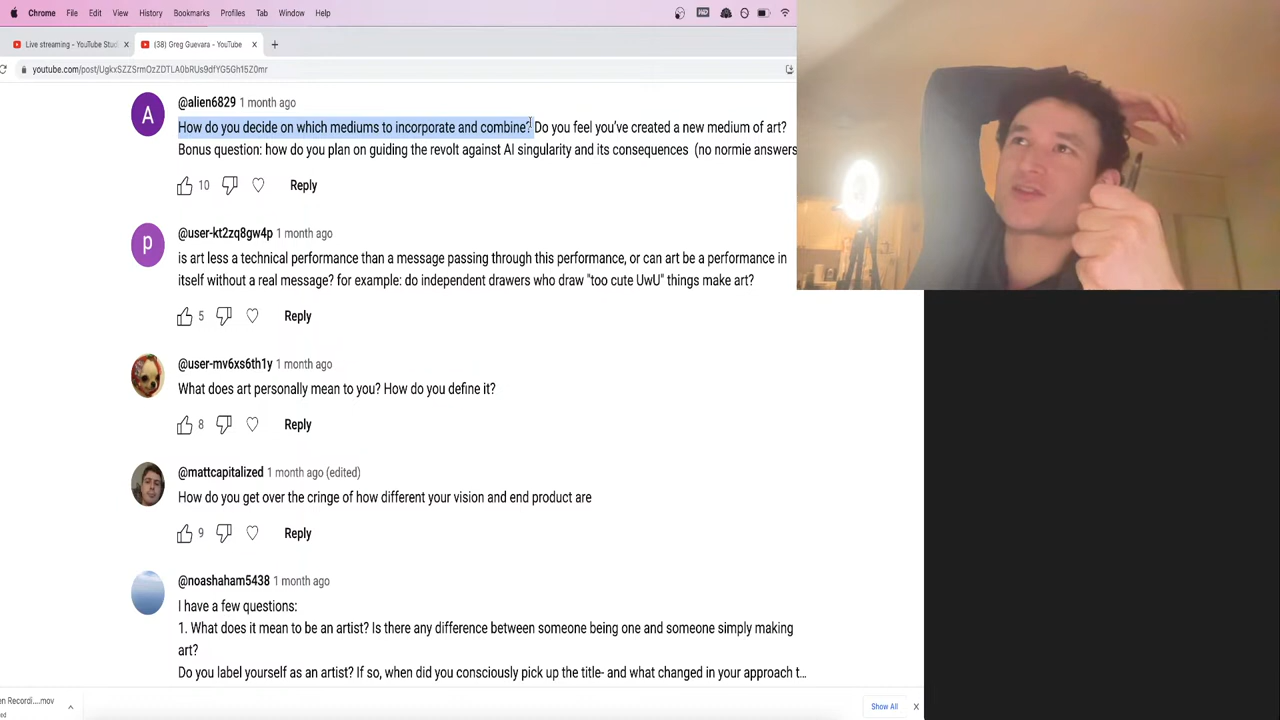 Chrome File Edit View History Bookmarks Profiles Tab Window Help
Live streaming - YouTube Stud
(38) Greg Guevara - YouTube
youtube.com/post/UgkxSZZSrmOzZDTLA0bRUs9dfYG5Gh15Z0mr
A
@alien6829 1 month ago
How do you decide on which mediums to incorporate and combine? Do you feel you've created a new medium of art?
Bonus question: how do you plan on guiding the revolt against AI singularity and its consequences (no normie answers
10 Reply
p
@user-kt2zq8gw4p 1 month ago
is art less a technical performance than a message passing through this performance, or can art be a performance in
itself without a real message? for example: do independent drawers who draw "too cute UwU" things make art?
5 Reply
@user-mv6xs6th1y 1 month ago
What does art personally mean to you? How do you define it?
8 Reply
@mattcapitalized 1 month ago (edited)
How do you get over the cringe of how different your vision and end product are
9 Reply
@noashaham5438 1 month ago
I have a few questions:
1. What does it mean to be an artist? Is there any difference between someone being one and someone simply making
art?
Do you label yourself as an artist? If so, when did you consciously pick up the title- and what changed in your approach t...
en Recordi....mov
Show All